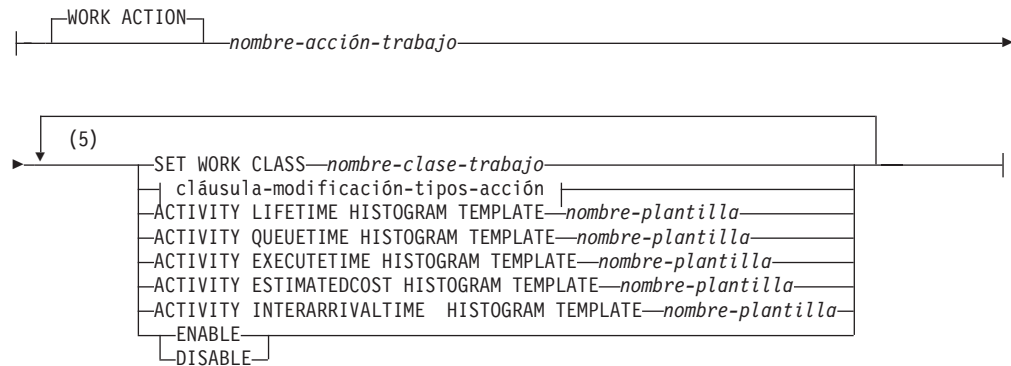 WORK ACTION
nombre-acción-trabajo
(5)
SET WORK CLASS nombre-clase-trabajo
cláusula-modificación-tipos-acción
ACTIVITY LIFETIME HISTOGRAM TEMPLATE nombre-plantilla
ACTIVITY QUEUETIME HISTOGRAM TEMPLATE nombre-plantilla
ACTIVITY EXECUTETIME HISTOGRAM TEMPLATE nombre-plantilla
ACTIVITY ESTIMATEDCOST HISTOGRAM TEMPLATE nombre-plantilla
ACTIVITY INTERARRIVALTIME HISTOGRAM TEMPLATE nombre-plantilla
ENABLE
DISABLE